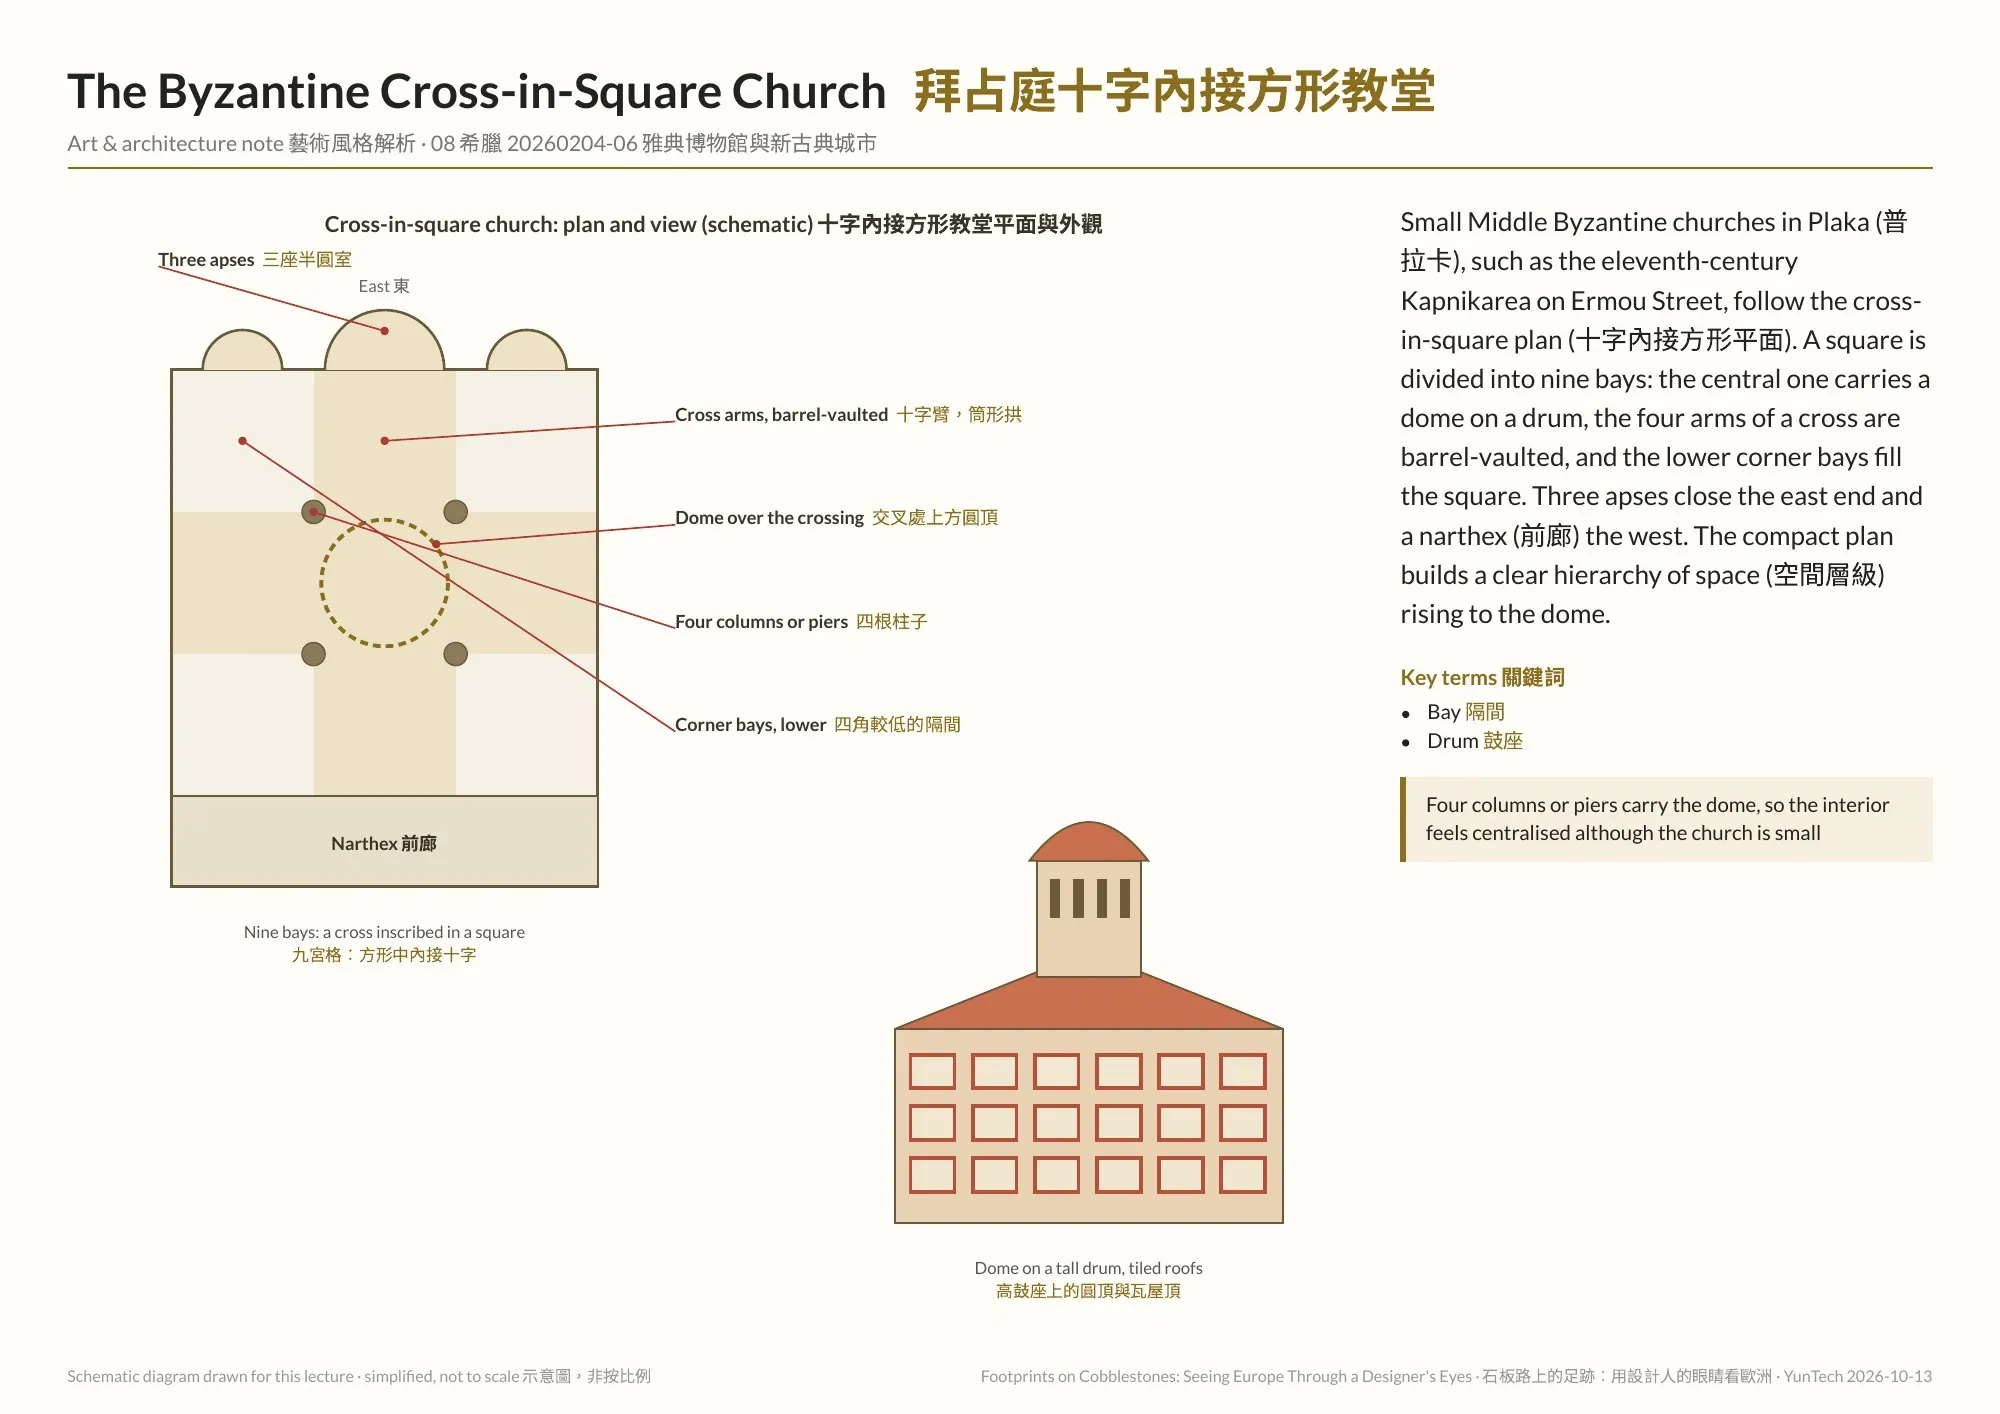 The Byzantine Cross-in-Square Church 拜占庭十字內接方形教堂
Art & architecture note 藝術風格解析 · 08 希臘 20260204-06 雅典博物館與新古典城市
Cross-in-square church: plan and view (schematic) 十字內接方形教堂平面與外觀
Three apses 三座半圓室
East 東
Cross arms, barrel-vaulted 十字臂，筒形拱
Dome over the crossing 交叉處上方圓頂
Four columns or piers 四根柱子
Corner bays, lower 四角較低的隔間
Narthex 前廊
Nine bays: a cross inscribed in a square
九宮格：方形中內接十字
Dome on a tall drum, tiled roofs
高鼓座上的圓頂與瓦屋頂
Small Middle Byzantine churches in Plaka (普
拉卡), such as the eleventh-century
Kapnikarea on Ermou Street, follow the cross-
in-square plan (十字內接方形平面). A square is
divided into nine bays: the central one carries a
dome on a drum, the four arms of a cross are
barrel-vaulted, and the lower corner bays fill
the square. Three apses close the east end and
a narthex (前廊) the west. The compact plan
builds a clear hierarchy of space (空間層級)
rising to the dome.
Key terms 關鍵詞
• Bay 隔間
• Drum 鼓座
Four columns or piers carry the dome, so the interior
feels centralised although the church is small
Schematic diagram drawn for this lecture · simplified, not to scale 示意圖，非按比例
Footprints on Cobblestones: Seeing Europe Through a Designer's Eyes · 石板路上的足跡：用設計人的眼睛看歐洲 · YunTech 2026-10-13